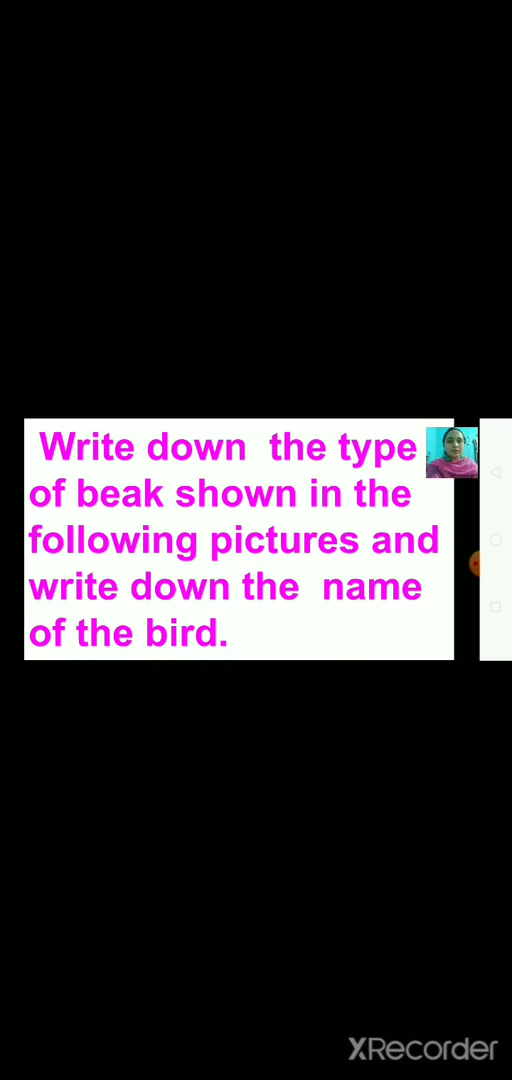 Write down  the type
of beak shown in the
following pictures and
write down the  name
of the bird.
XRecorder